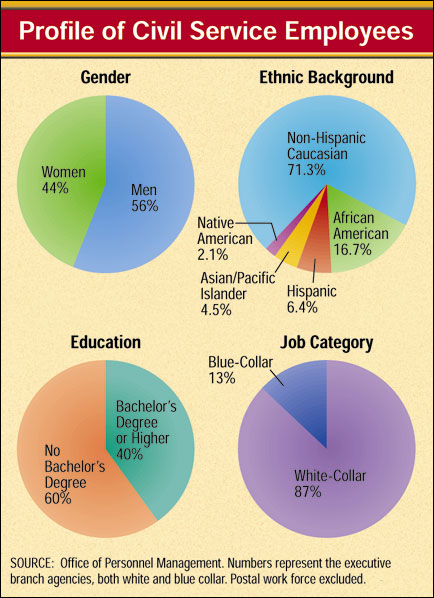 Profile of Civil Service Employees
Gender
Women
44%
Men
56%
Ethnic Background
Non-Hispanic
Caucasian
71.3%
African
American
16.7%
Hispanic
6.4%
Asian/Pacific
Islander
4.5%
Native
American
2.1%
Education
Bachelor's
Degree
or Higher
40%
No
Bachelor's
Degree
60%
Job Category
Blue-Collar
13%
White-Collar
87%
SOURCE: Office of Personnel Management. Numbers represent the executive
branch agencies, both white and blue collar. Postal work force excluded.